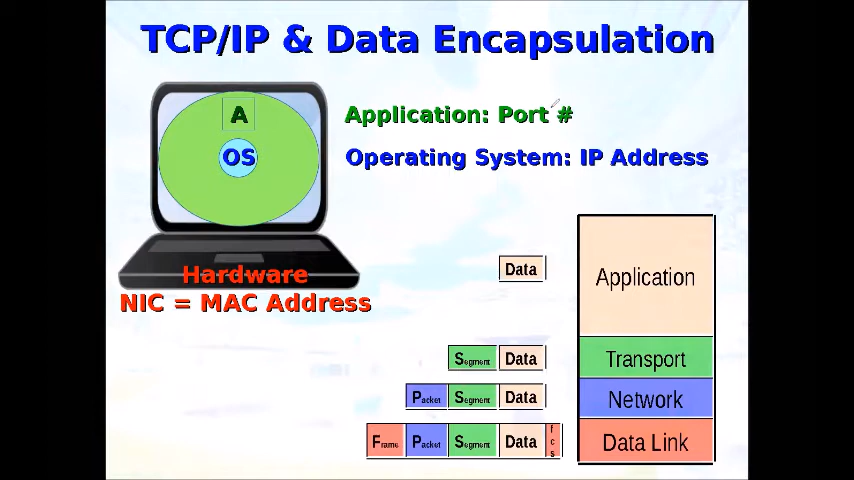 TCP/IP & Data Encapsulation
A
Application: Port #
OS
Operating System: IP Address
Hardware
NIC = MAC Address
Data
Application
Segment Data
Transport
Packet Segment Data
Network
Frame Packet Segment Data fcs
Data Link